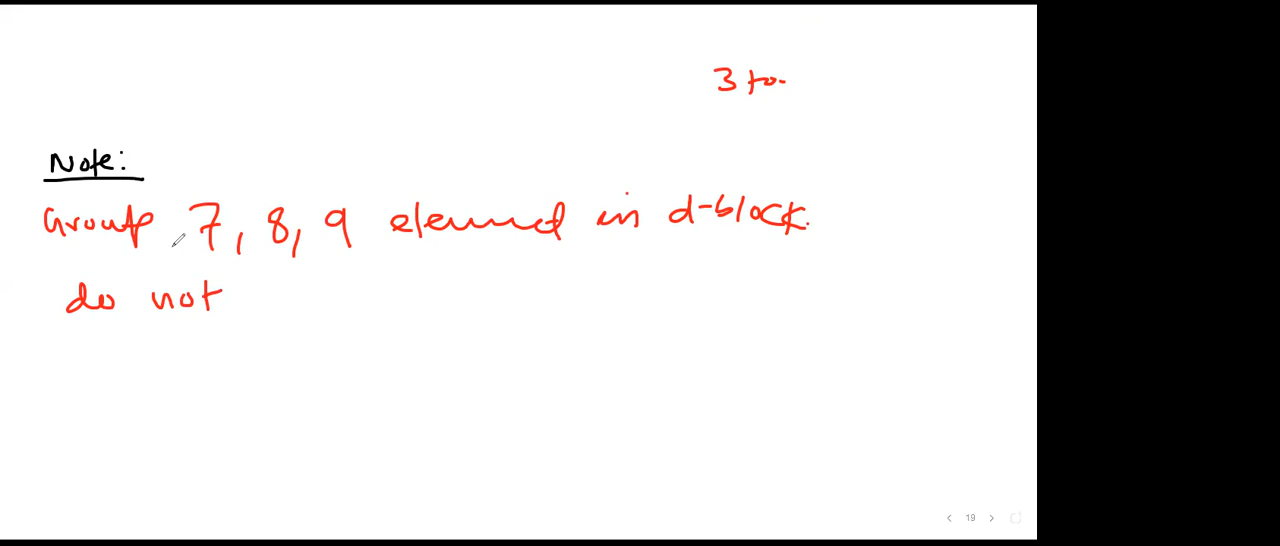 3 to
Note:
Group 7, 8, 9 element in d-block
do not
19